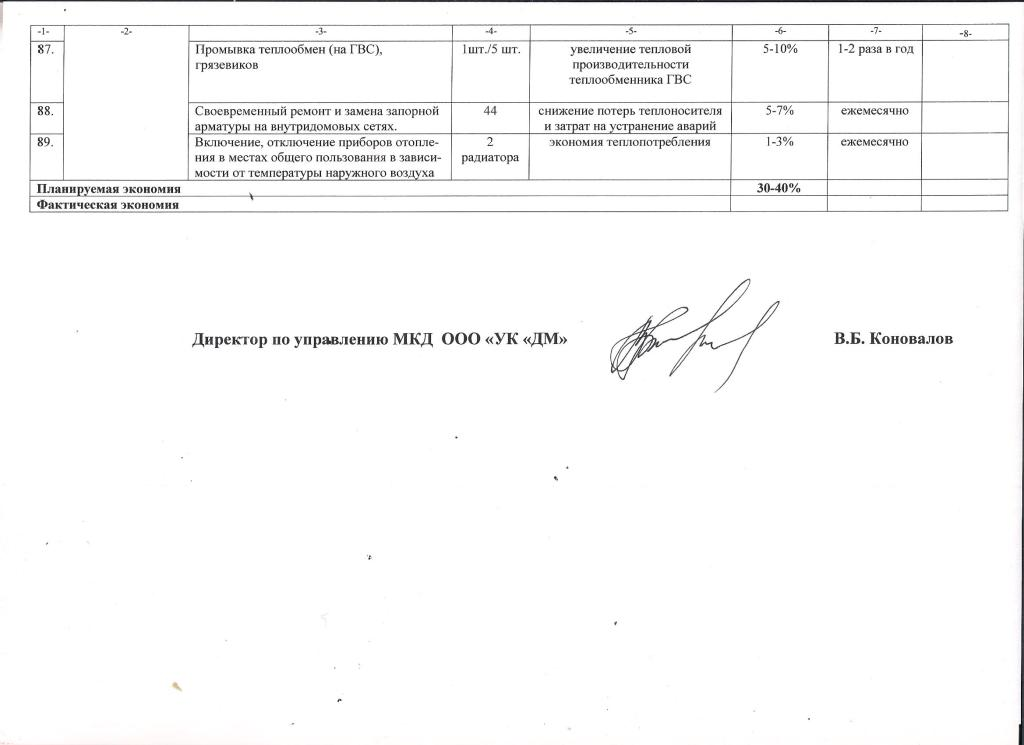 -1- -2- -3- -4- -5- -6- -7- -8-
87. Промывка теплообмен (на ГВС), 1шт./5 шт. увеличение тепловой 5-10% 1-2 раза в год
грязевиков производительности
теплообменника ГВС
88. Своевременный ремонт и замена запорной 44 снижение потерь теплоносителя 5-7% ежемесячно
арматуры на внутридомовых сетях. и затрат на устранение аварий
89. Включение, отключение приборов отопле- 2 экономия теплопотребления 1-3% ежемесячно
ния в местах общего пользования в зависи- радиатора
мости от температуры наружного воздуха
Планируемая экономия 30-40%
Фактическая экономия
Директор по управлению МКД ООО «УК «ДМ» В.Б. Коновалов